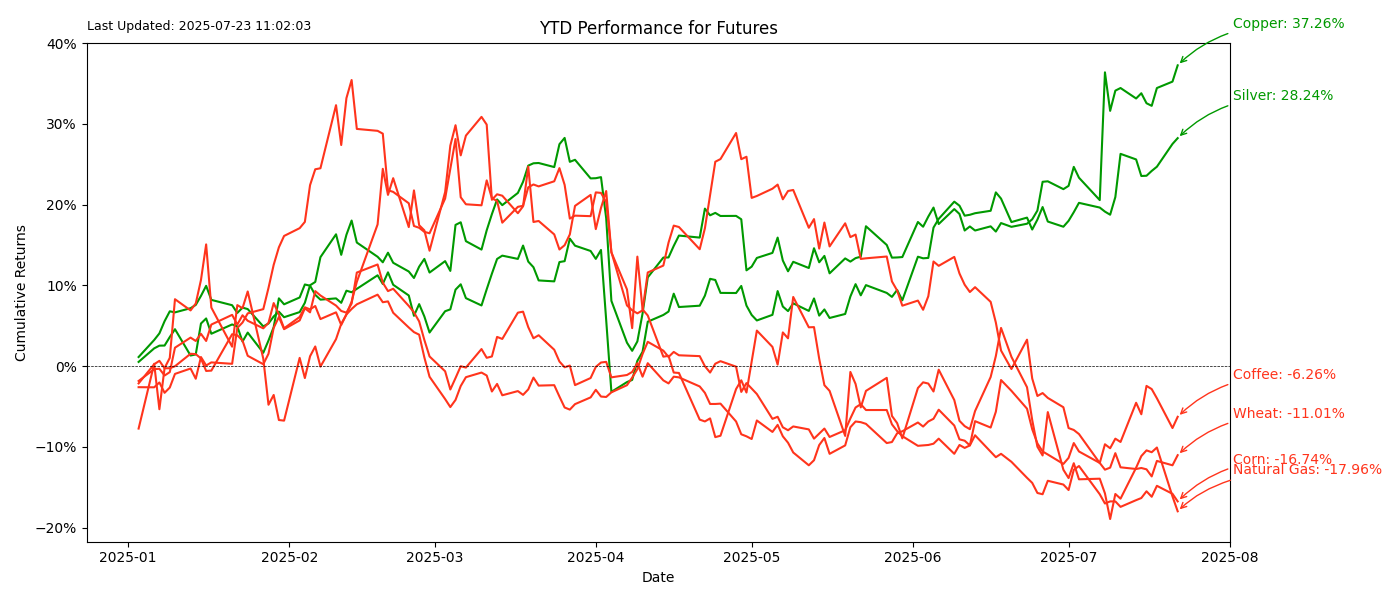 Last Updated: 2025-07-23 11:02:03
YTD Performance for Futures
Cumulative Returns
40%
30%
20%
10%
0%
−10%
−20%
Copper: 37.26%
Silver: 28.24%
Coffee: -6.26%
Wheat: -11.01%
Corn: -16.74%
Natural Gas: -17.96%
2025-01 2025-02 2025-03 2025-04 2025-05 2025-06 2025-07 2025-08
Date